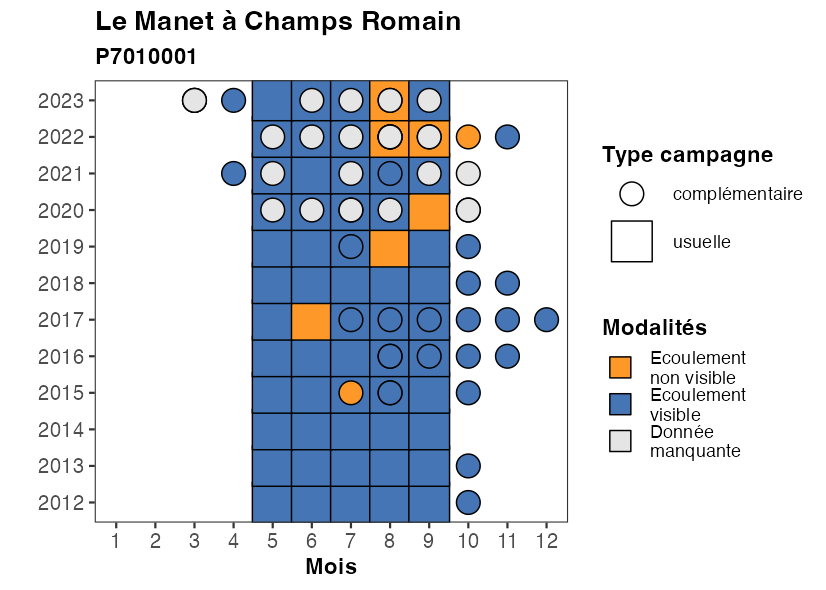 Le Manet à Champs Romain
P7010001
2023
2022
2021
2020
2019
2018
2017
2016
2015
2014
2013
2012
1 2 3 4 5 6 7 8 9 10 11 12
Mois
Type campagne
complémentaire
usuelle
Modalités
Ecoulement
non visible
Ecoulement
visible
Donnée
manquante